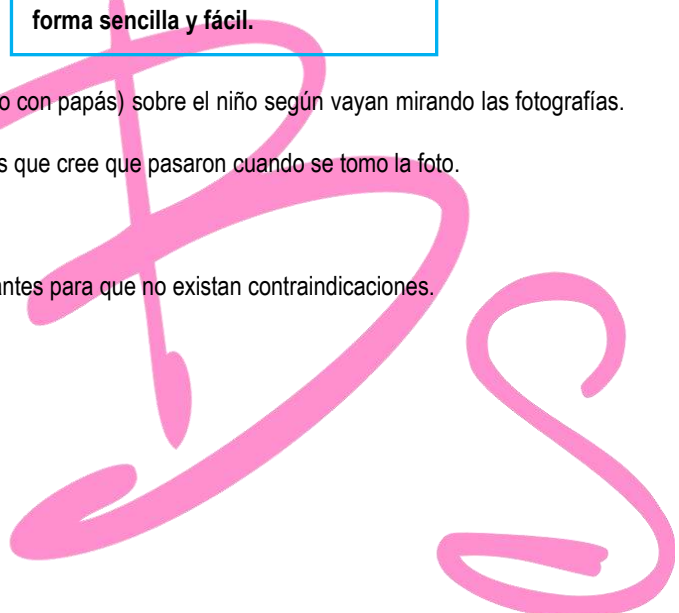 forma sencilla y fácil.
o con papás) sobre el niño según vayan mirando las fotografías.
s que cree que pasaron cuando se tomo la foto.
antes para que no existan contraindicaciones.
BS